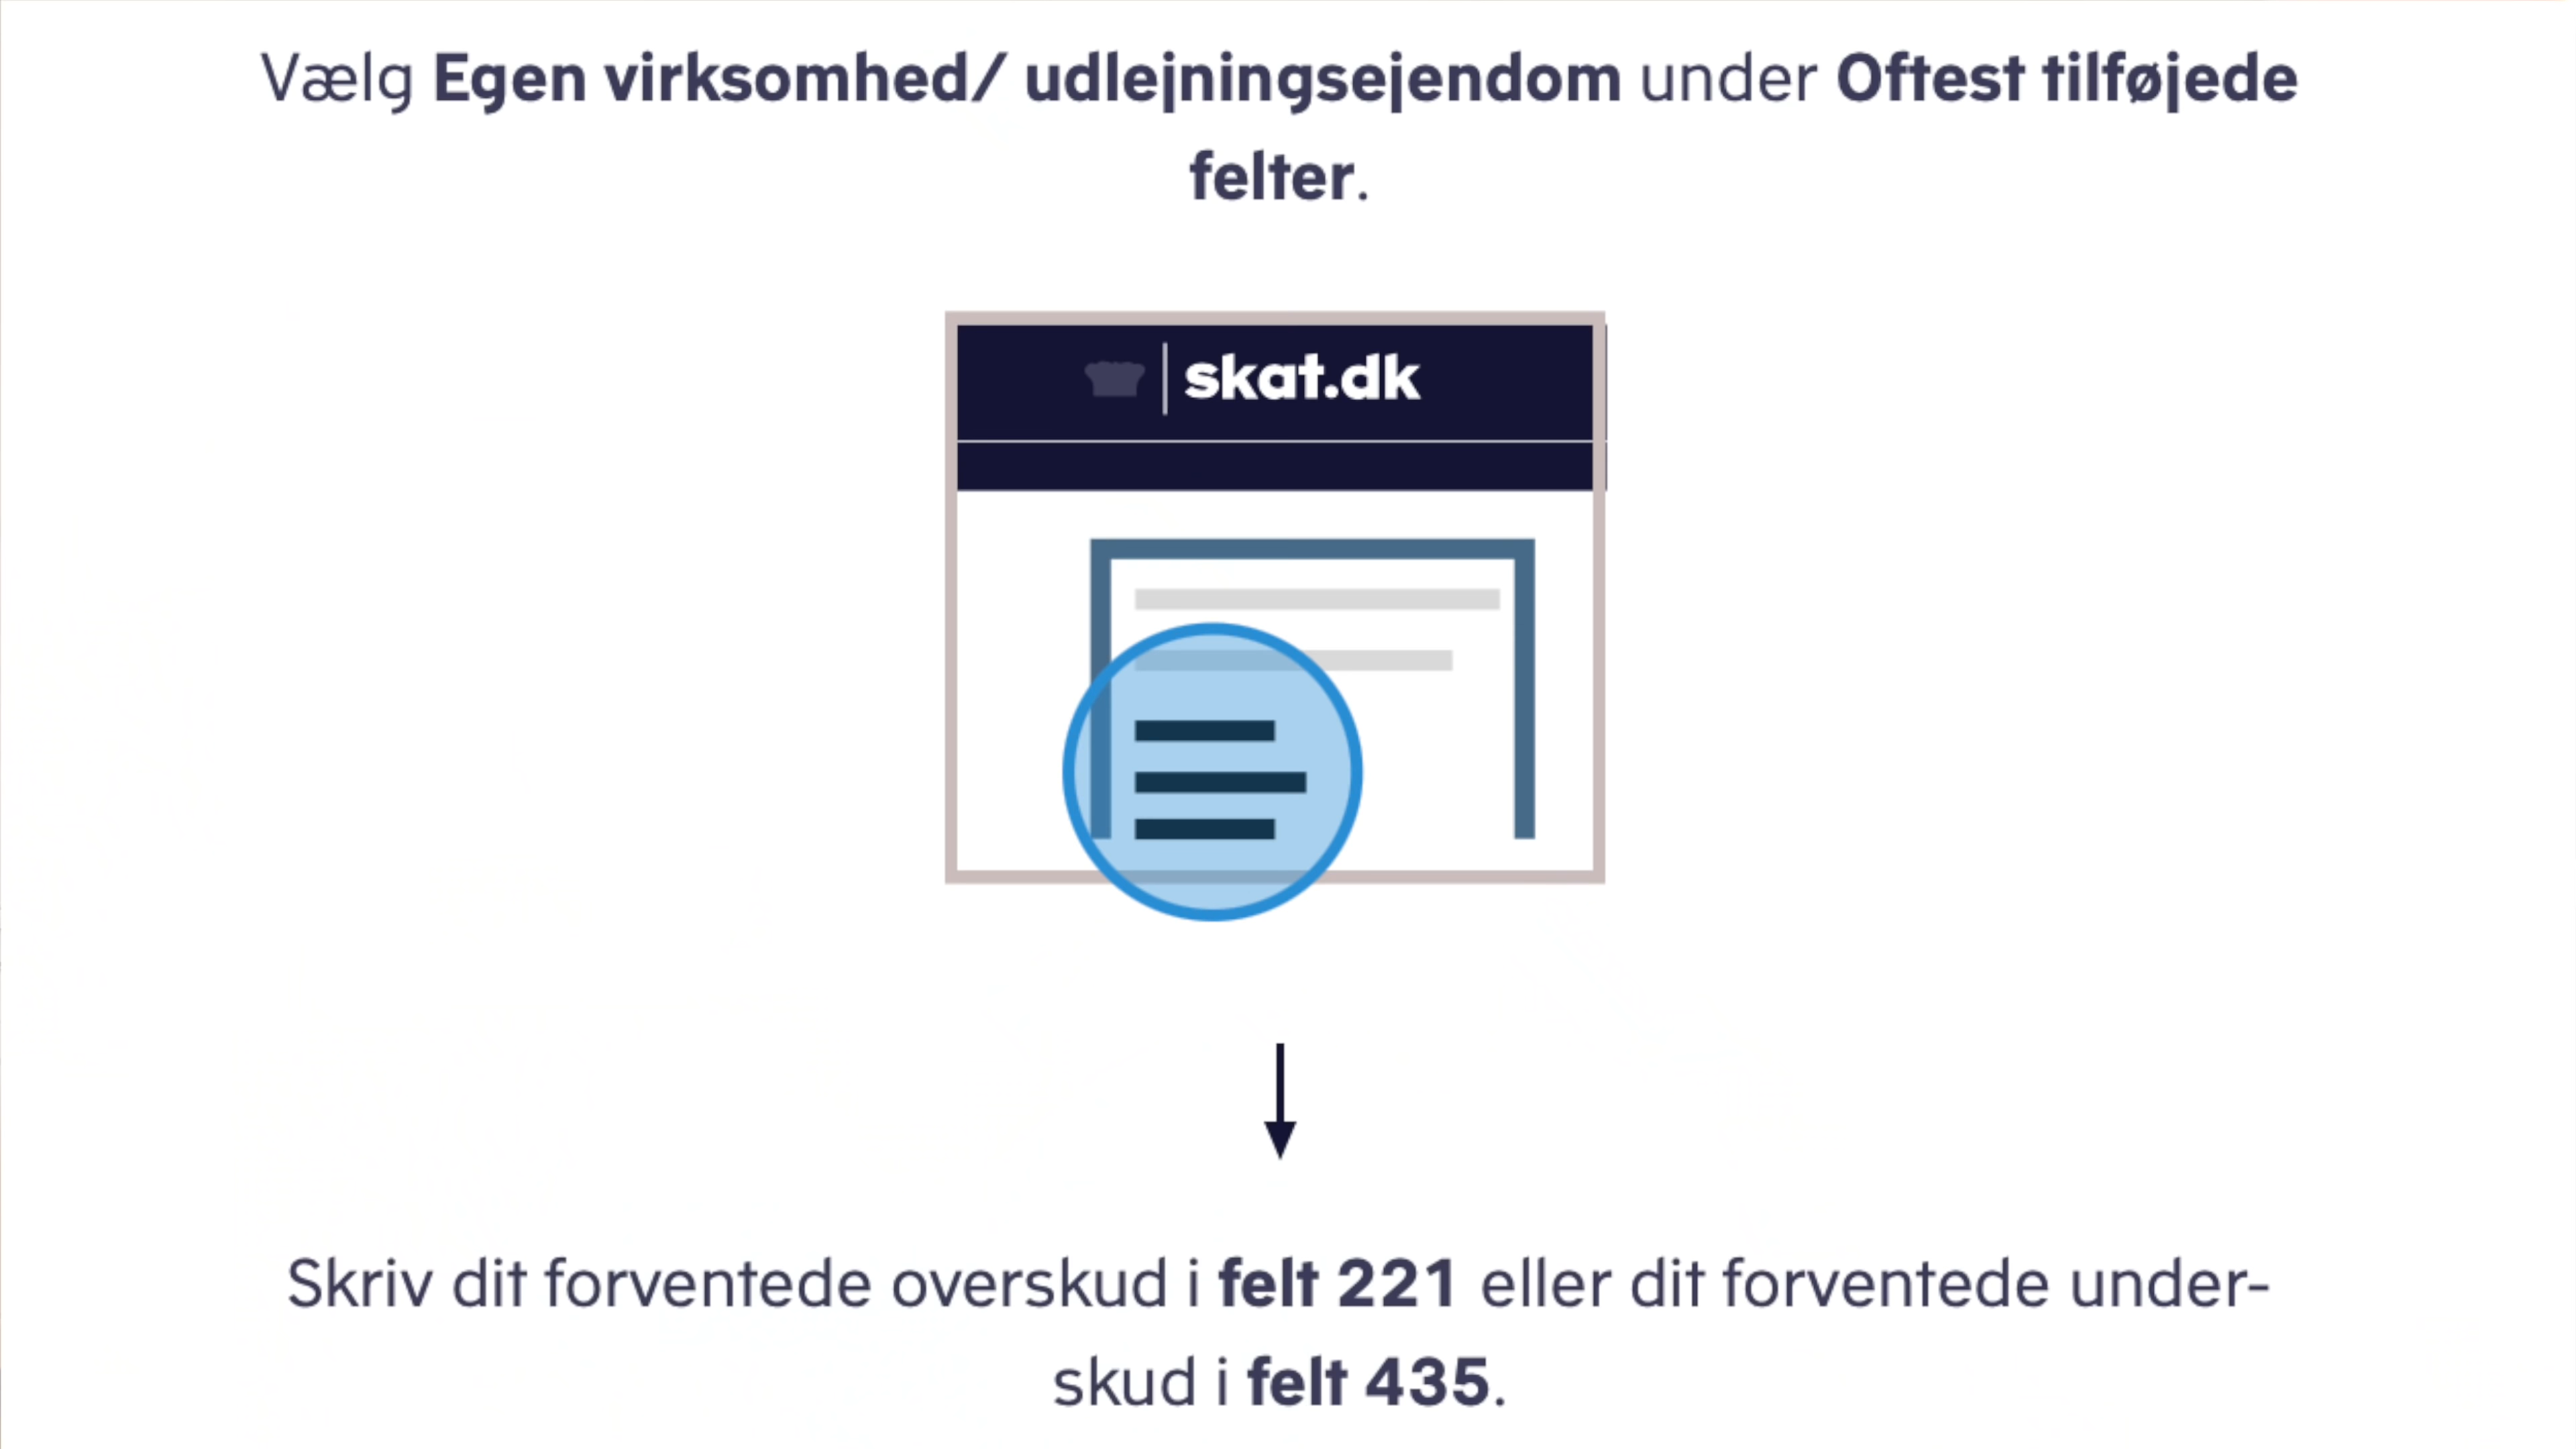 Vælg Egen virksomhed/ udlejningsejendom under Oftest tilføjede
felter.
skat.dk
Skriv dit forventede overskud i felt 221 eller dit forventede under-
skud i felt 435.